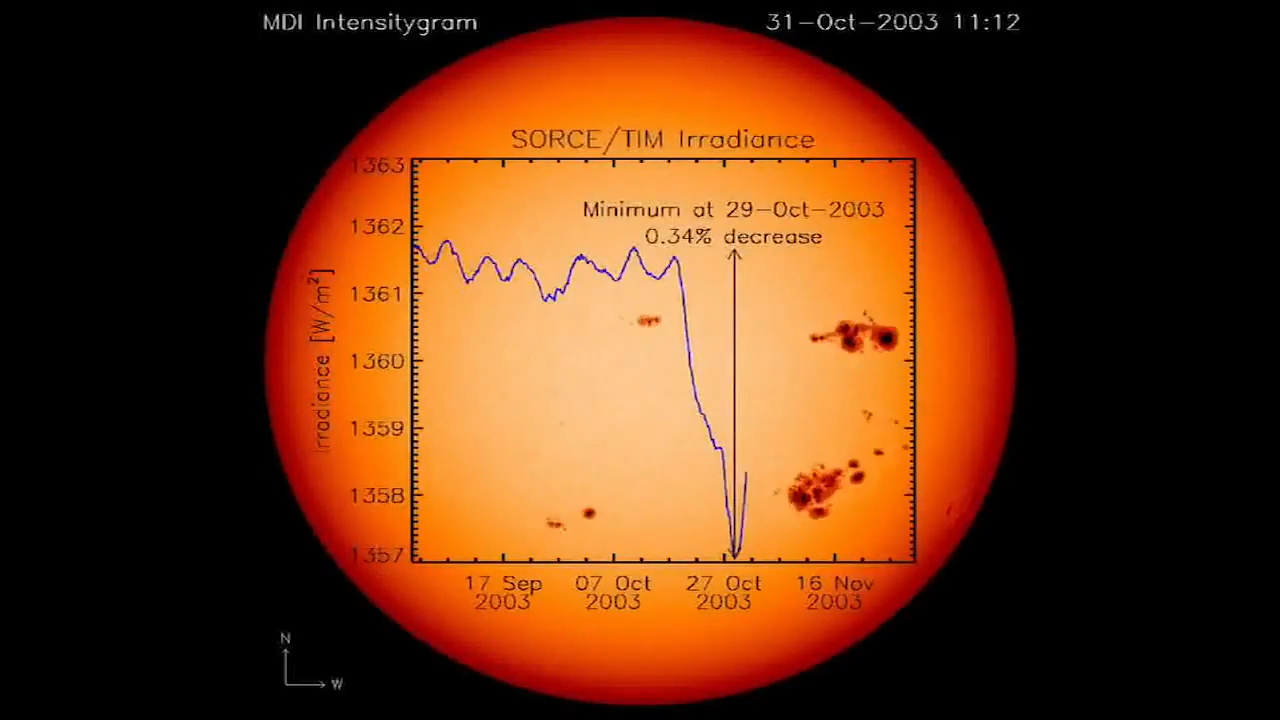 MDI Intensitygram
31-Oct-2003 11:12
SORCE/TIM Irradiance
1363
Minimum at 29-Oct-2003
1362
0.34% decrease
1361
Irradiance [W/m²]
1360
1359
1358
1357
17 Sep 07 Oct 27 Oct 16 Nov
2003 2003 2003 2003
N
W